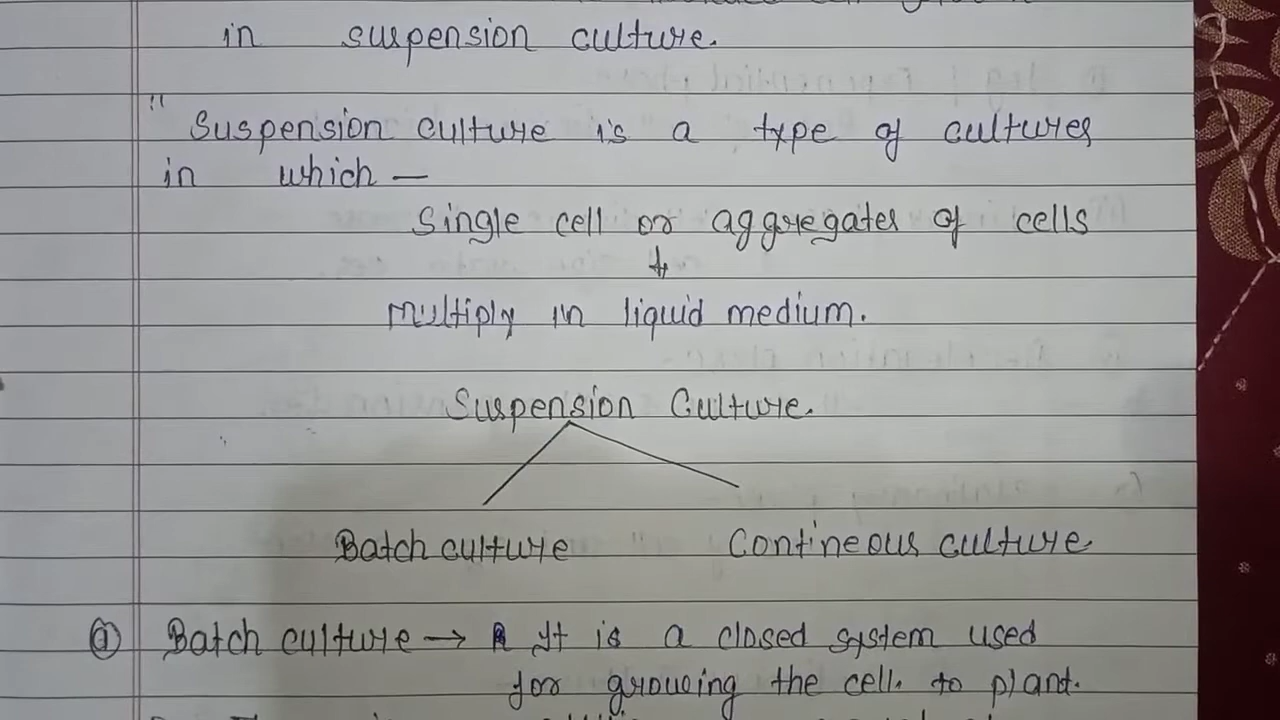 in suspension culture.
" Suspension culture is a type of cultures
in which —
Single cell or aggregates of cells
↓
Multiply in liquid medium.
Suspension Culture.
Batch culture Contineous culture
(a) Batch culture → It is a closed system used
for growing the cell. to plant.